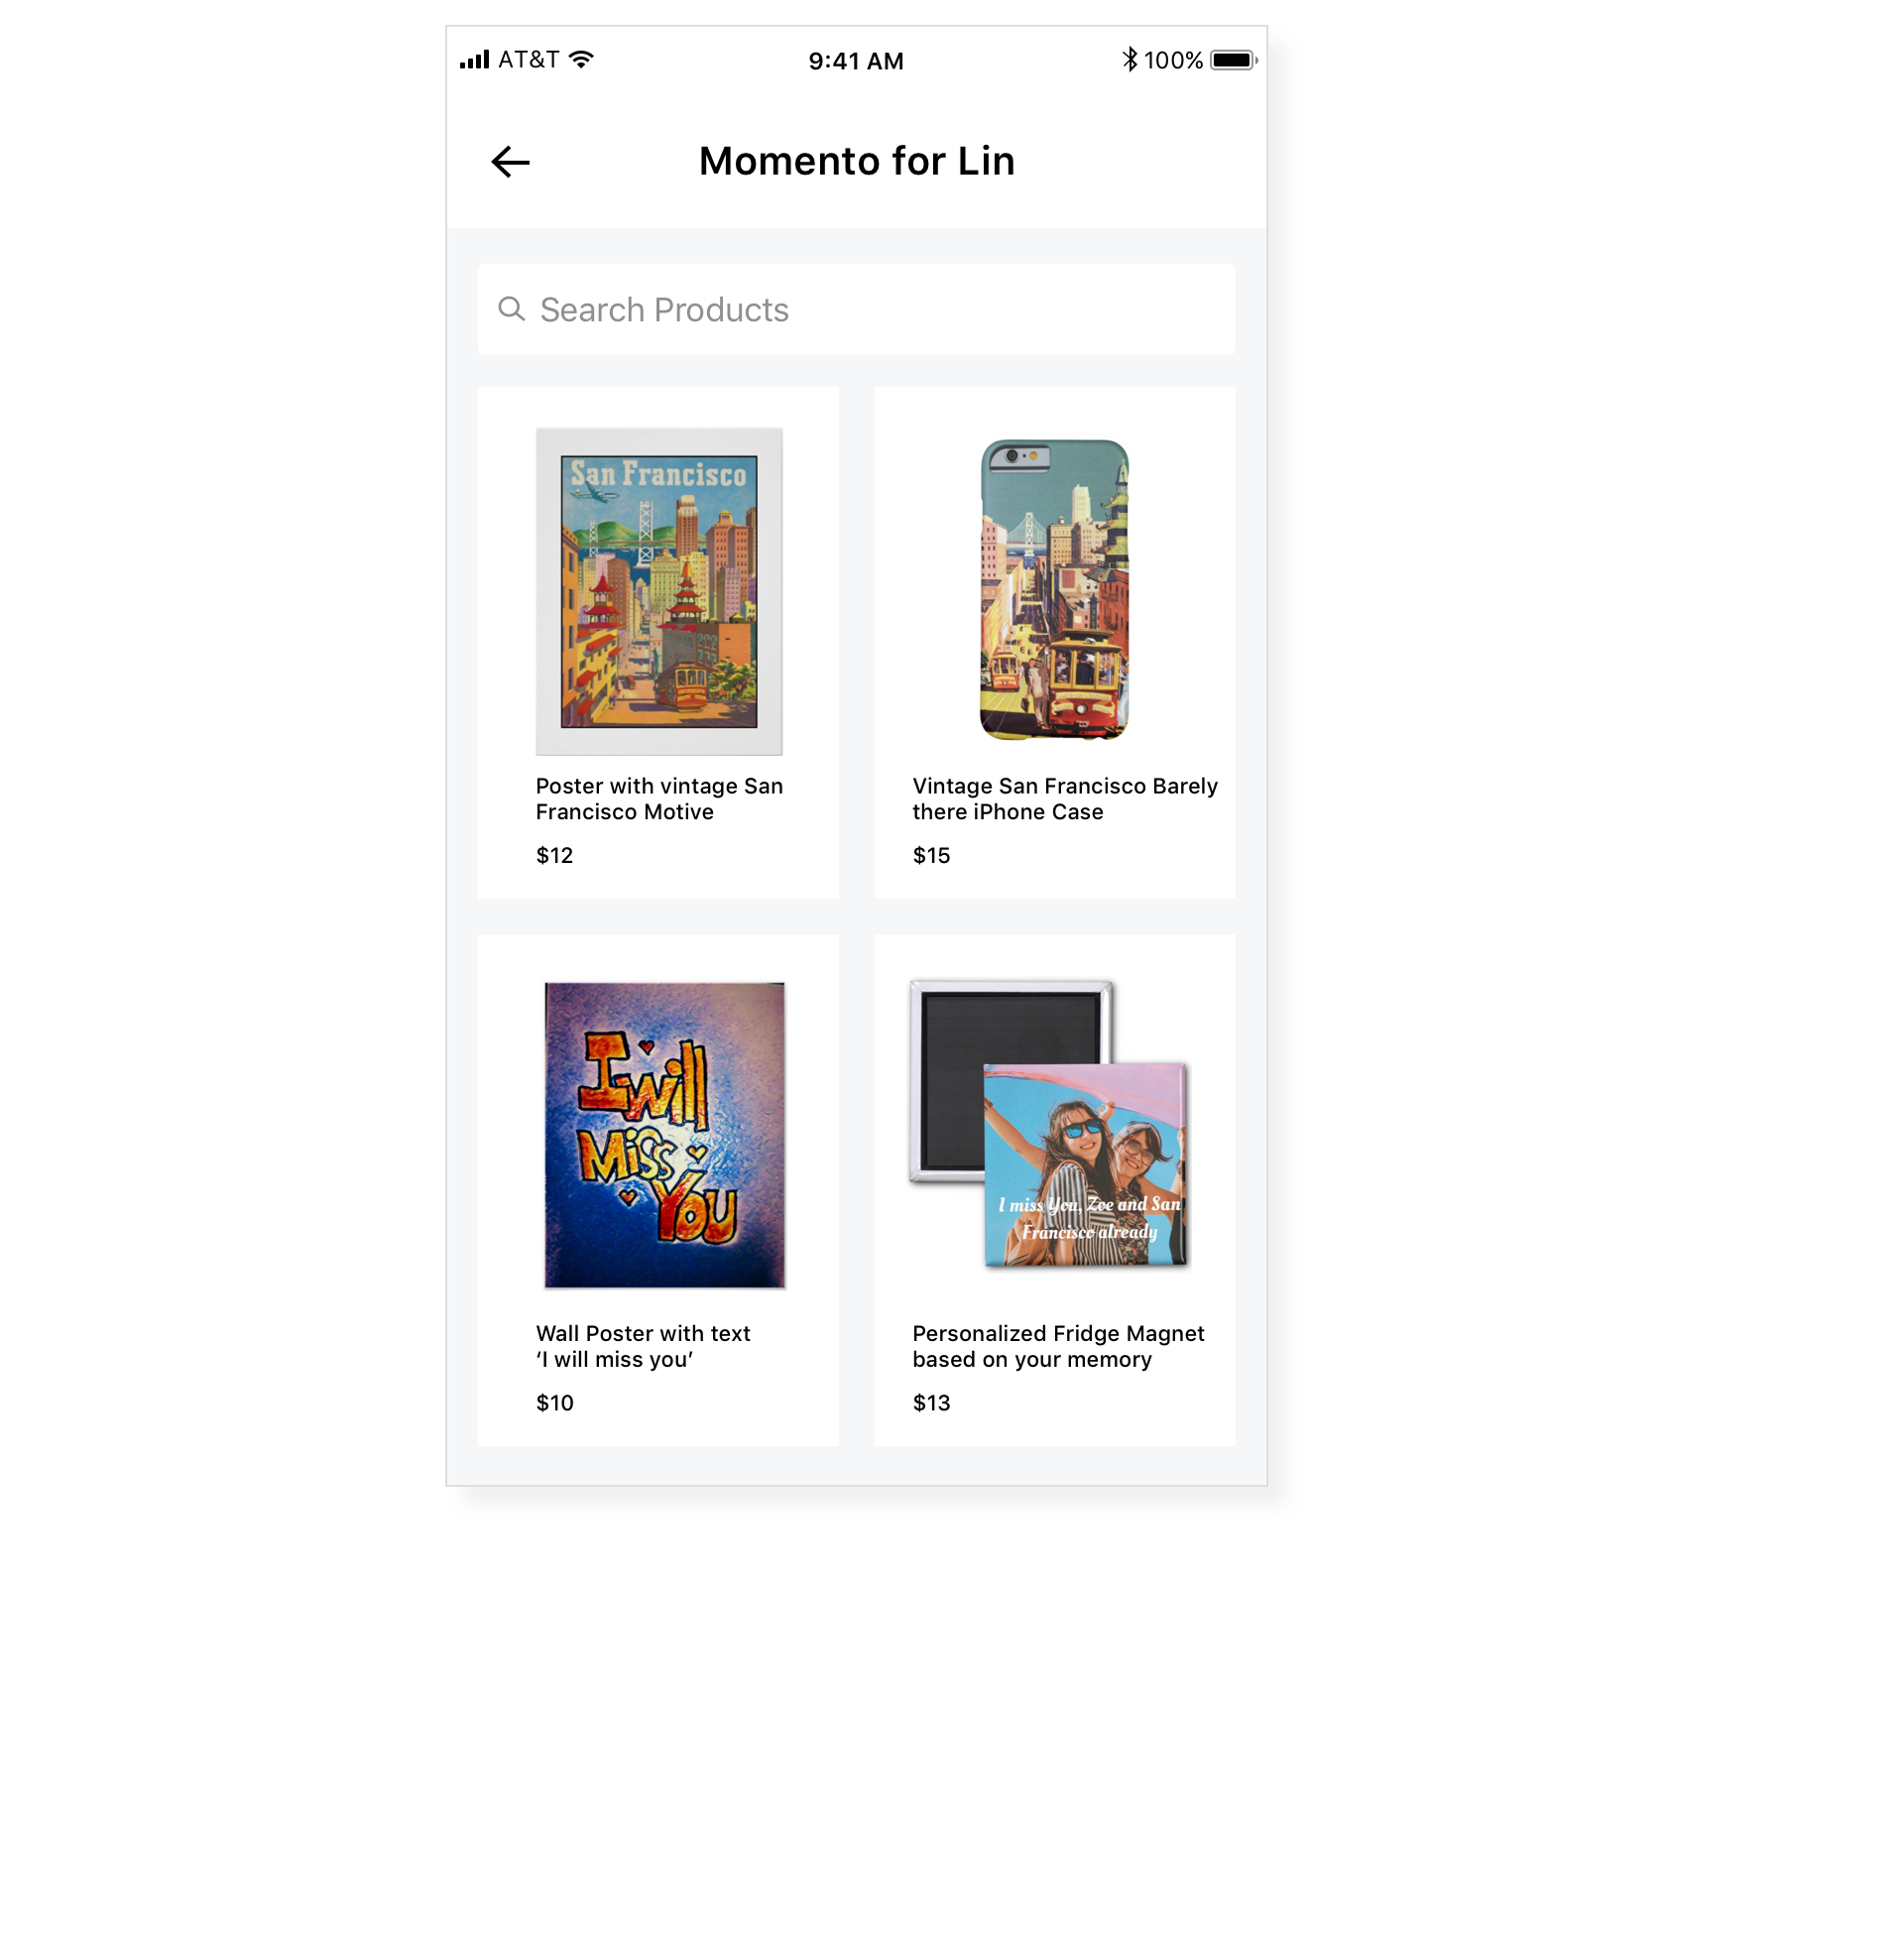 AT&T
9:41 AM
100%
Momento for Lin
Search Products
San Francisco
Poster with vintage San
Francisco Motive
$12
Vintage San Francisco Barely
there iPhone Case
$15
I will
Miss
You
Wall Poster with text
‘I will miss you’
$10
I miss You, Zoe and San
Francisco already
Personalized Fridge Magnet
based on your memory
$13